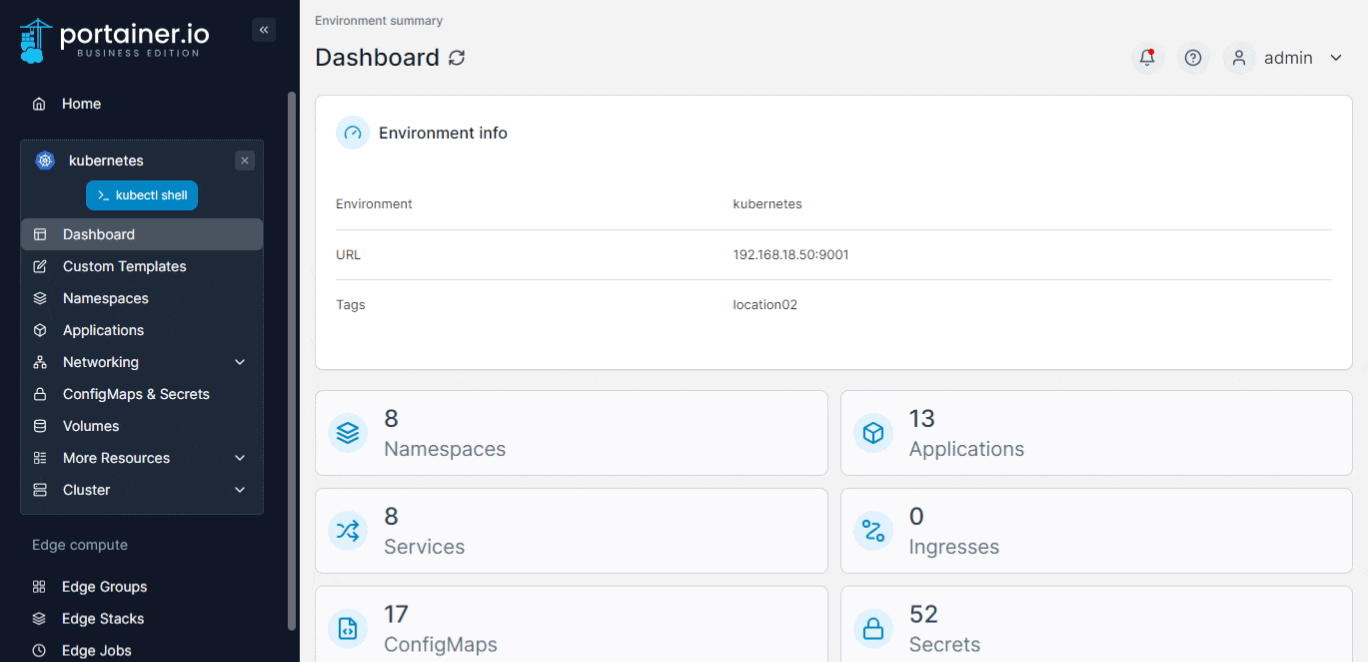 portainer.io
BUSINESS EDITION
Home
kubernetes
>_ kubectl shell
Dashboard
Custom Templates
Namespaces
Applications
Networking
ConfigMaps & Secrets
Volumes
More Resources
Cluster
Edge compute
Edge Groups
Edge Stacks
Edge Jobs
Environment summary
Dashboard
admin
Environment info
Environment kubernetes
URL 192.168.18.50:9001
Tags location02
8
Namespaces
13
Applications
8
Services
0
Ingresses
17
ConfigMaps
52
Secrets